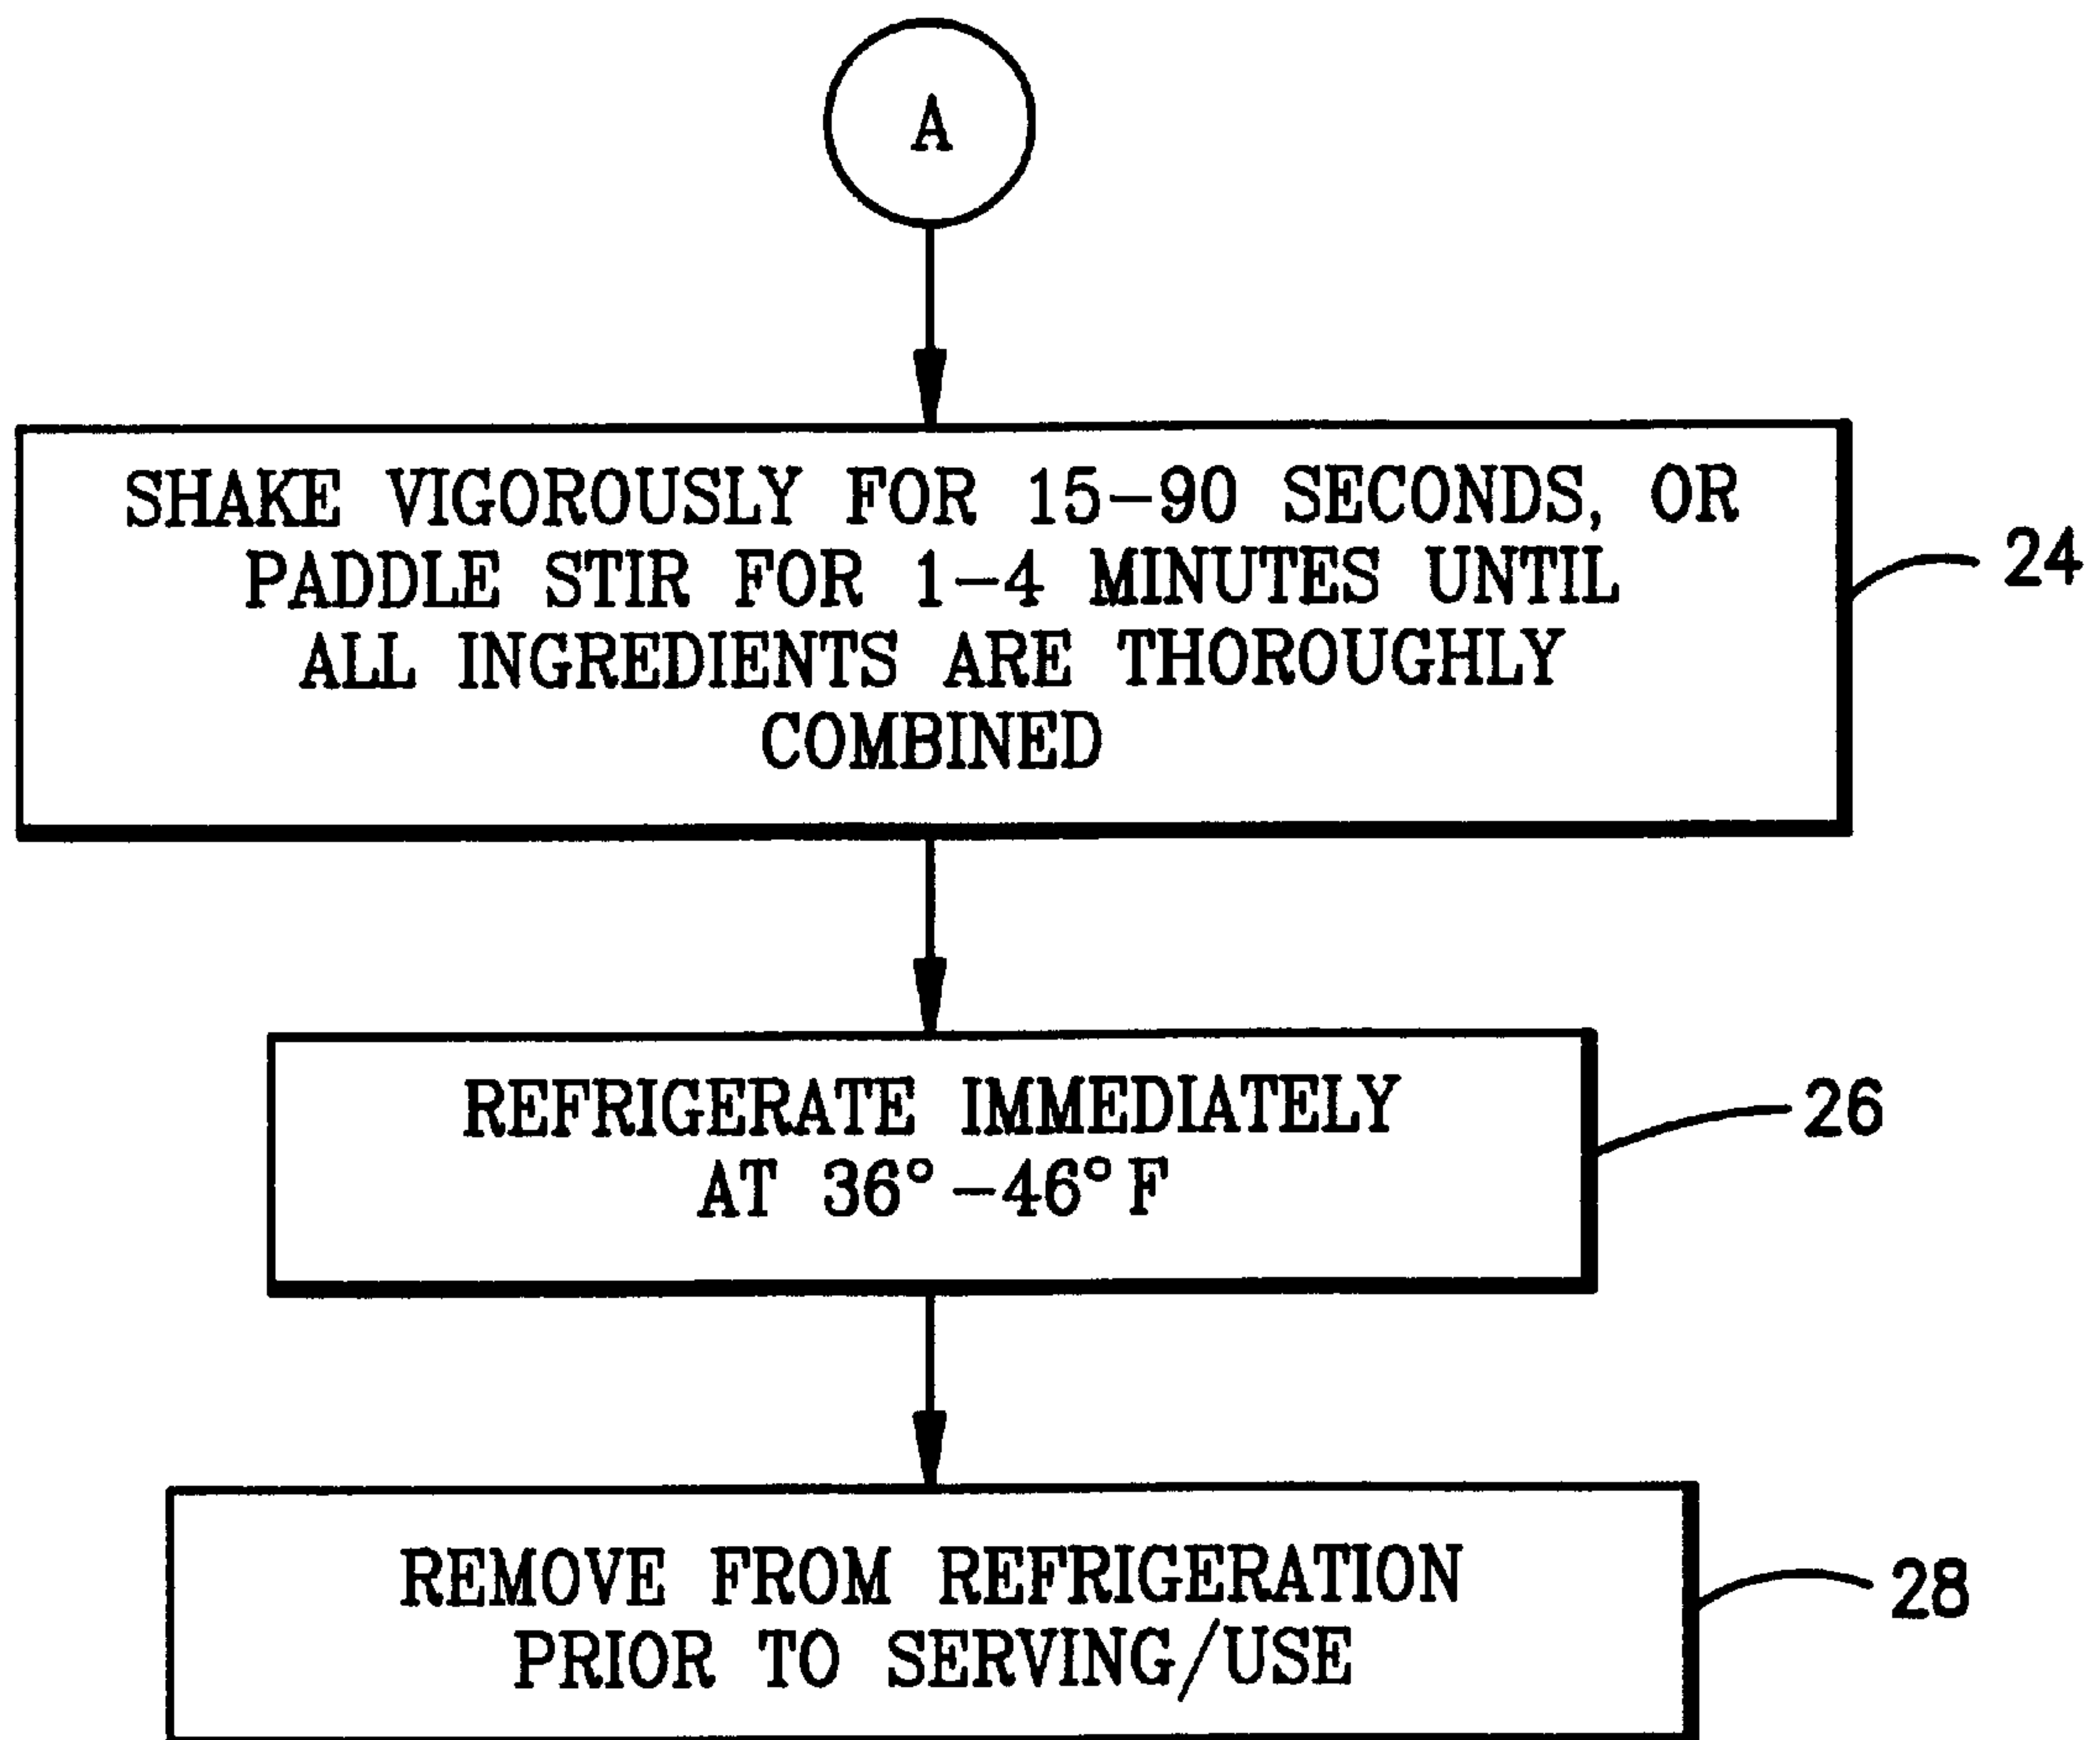 A
SHAKE VIGOROUSLY FOR 15-90 SECONDS, OR
PADDLE STIR FOR 1-4 MINUTES UNTIL
ALL INGREDIENTS ARE THOROUGHLY
COMBINED
24
REFRIGERATE IMMEDIATELY
AT 36°-46°F
26
REMOVE FROM REFRIGERATION
PRIOR TO SERVING/USE
28